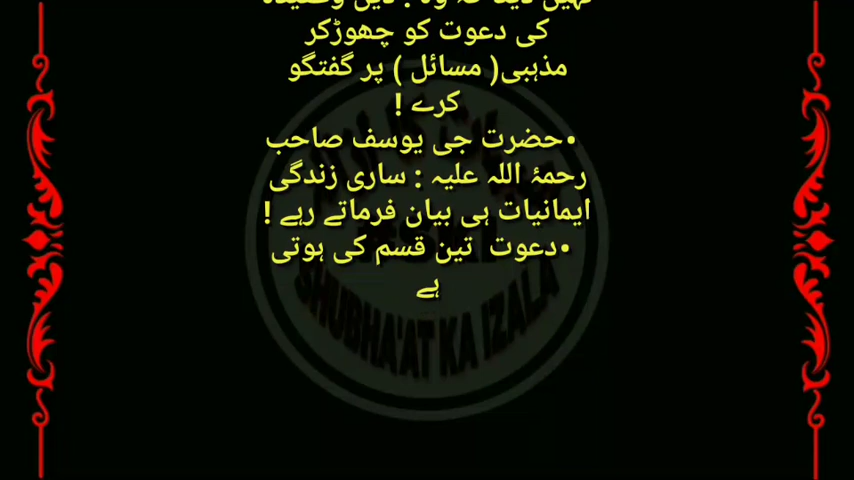 کی دعوت کو چھوڑکر
مذہبی( مسائل ) پر گفتگو
کرے !
•حضرت جی یوسف صاحب
رحمۂ اللہ علیہ : ساری زندگی
ایمانیات ہی بیان فرماتے رہے !
•دعوت تین قسم کی ہوتی
ہے
SHUBHA'AT KA IZALA